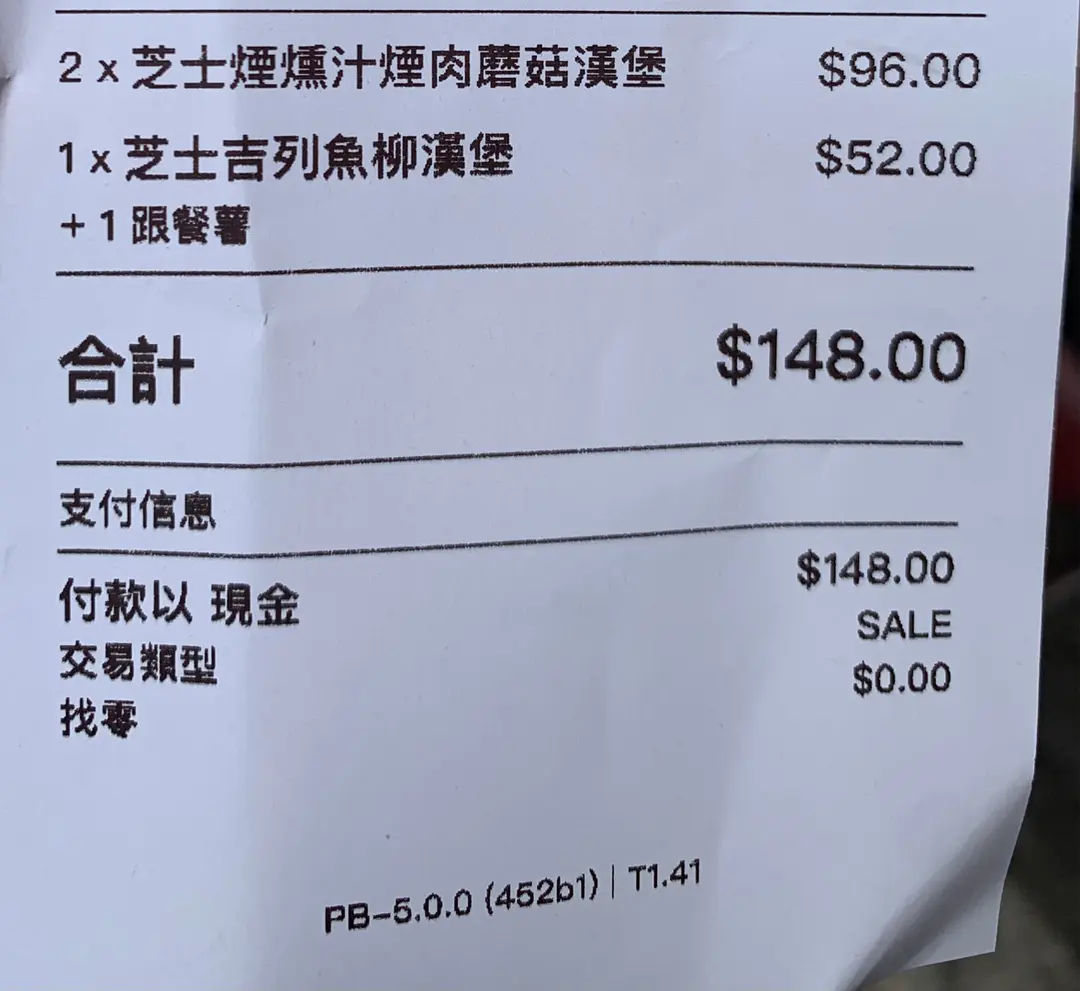 2 x 芝士煙燻汁煙肉蘑菇漢堡 $96.00
1 x 芝士吉列魚柳漢堡 $52.00
+ 1 跟餐薯
合計 $148.00
支付信息
付款以 現金 $148.00
交易類型 SALE
找零 $0.00
PB-5.0.0 (452b1) | T1.41